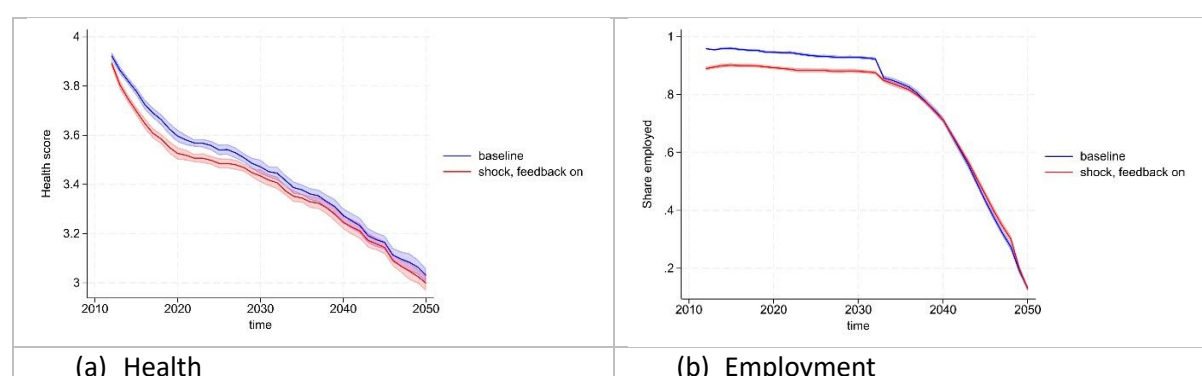 4
3.8
3.6
3.4
3.2
3
Health score
2010
2020
2030
2040
2050
time
baseline
shock, feedback on
(a) Health
1
.8
.6
.4
.2
Share employed
2010
2020
2030
2040
2050
time
baseline
shock, feedback on
(b) Employment